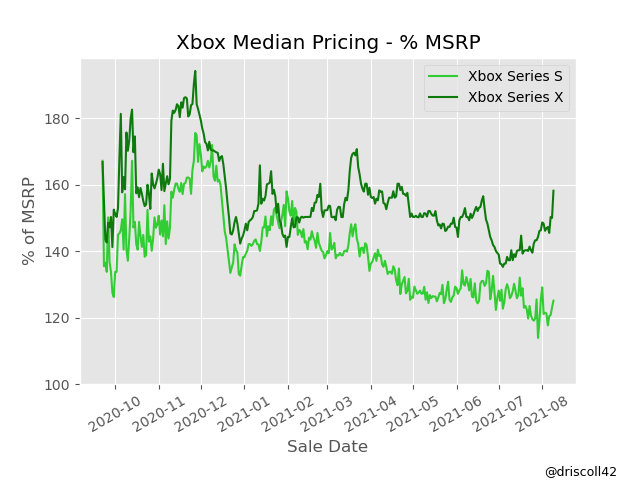 Xbox Median Pricing - % MSRP
Xbox Series S
Xbox Series X
% of MSRP
180
160
140
120
100
2020-10
2020-11
2020-12
2021-01
2021-02
2021-03
2021-04
2021-05
2021-06
2021-07
2021-08
Sale Date
@driscoll42